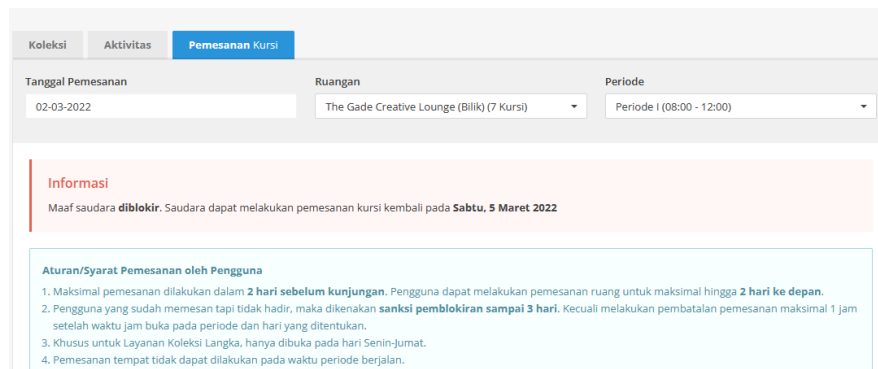 Koleksi Aktivitas Pemesanan Kursi
Tanggal Pemesanan Ruangan Periode
02-03-2022 The Gade Creative Lounge (Bilik) (7 Kursi) Periode I (08:00 - 12:00)
Informasi
Maaf saudara diblokir. Saudara dapat melakukan pemesanan kursi kembali pada Sabtu, 5 Maret 2022
Aturan/Syarat Pemesanan oleh Pengguna
1. Maksimal pemesanan dilakukan dalam 2 hari sebelum kunjungan. Pengguna dapat melakukan pemesanan ruang untuk maksimal hingga 2 hari ke depan.
2. Pengguna yang sudah memesan tapi tidak hadir, maka dikenakan sanksi pemblokiran sampai 3 hari. Kecuali melakukan pembatalan pemesanan maksimal 1 jam
setelah waktu jam buka pada periode dan hari yang ditentukan.
3. Khusus untuk Layanan Koleksi Langka, hanya dibuka pada hari Senin-Jumat.
4. Pemesanan tempat tidak dapat dilakukan pada waktu periode berjalan.